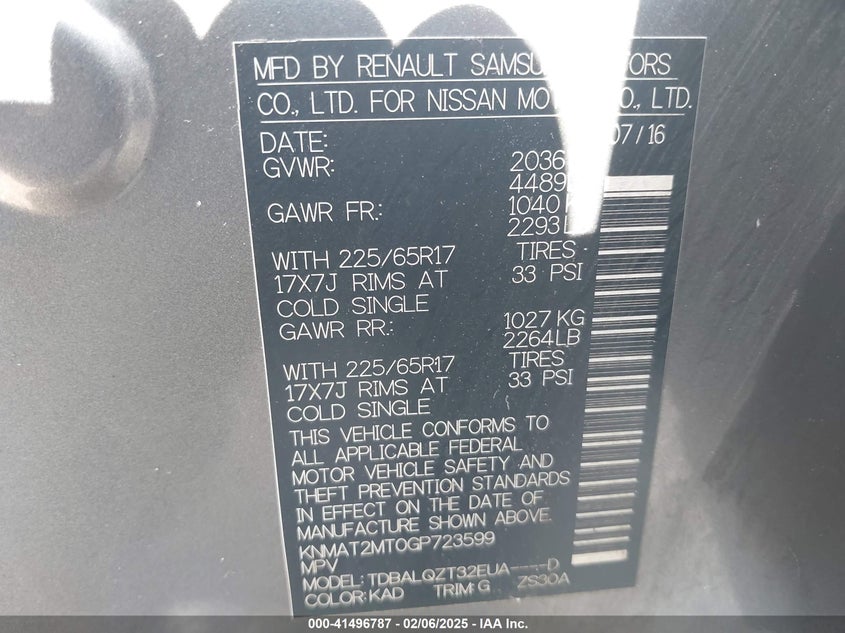 MFD BY RENAULT SAMSU ORS
CO., LTD. FOR NISSAN MO O., LTD.
DATE: 07/16
GVWR: 2036
4489
GAWR FR.: 1040 K
2293 L
WITH 225/65R17 TIRES
17X7J RIMS AT 33 PSI
COLD SINGLE
GAWR RR.: 1027 KG
2264LB
WITH 225/65R17 TIRES
17X7J RIMS AT 33 PSI
COLD SINGLE
THIS VEHICLE CONFORMS TO
ALL APPLICABLE FEDERAL
MOTOR VEHICLE SAFETY AND
THEFT PREVENTION STANDARDS
IN EFFECT ON THE DATE OF
MANUFACTURE SHOWN ABOVE.
KNMAT2MT0GP723599
MPV
MODEL: TDBALQZT32EUA----D
COLOR: KAD TRIM: G ZS30A
000-41496787 - 02/06/2025 - IAA Inc.